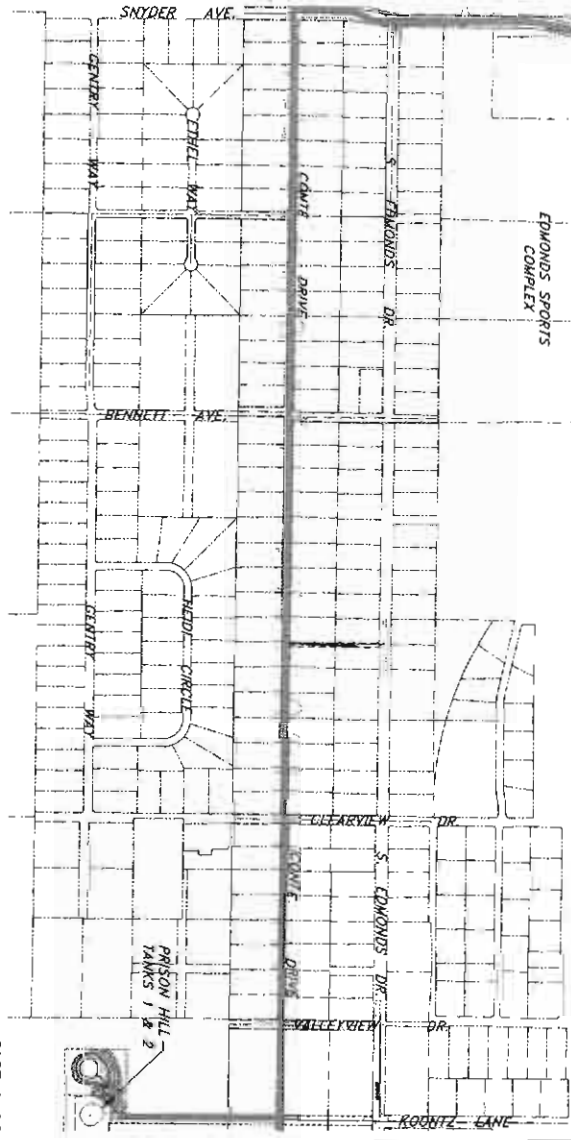 SNYDER AVE.
GENTRY WAY
ETHEL WAY
CONTE DRIVE
S EDMONDS DR.
EDMONDS SPORTS
COMPLEX
BENNETT AVE.
HEIDI CIRCLE
GENTRY WAY
CLEARVIEW DR.
CONTE DRIVE
S. EDMONDS DR.
PRISON HILL
TANKS 1 & 2
VALLEYVIEW DR.
KOONTZ LANE